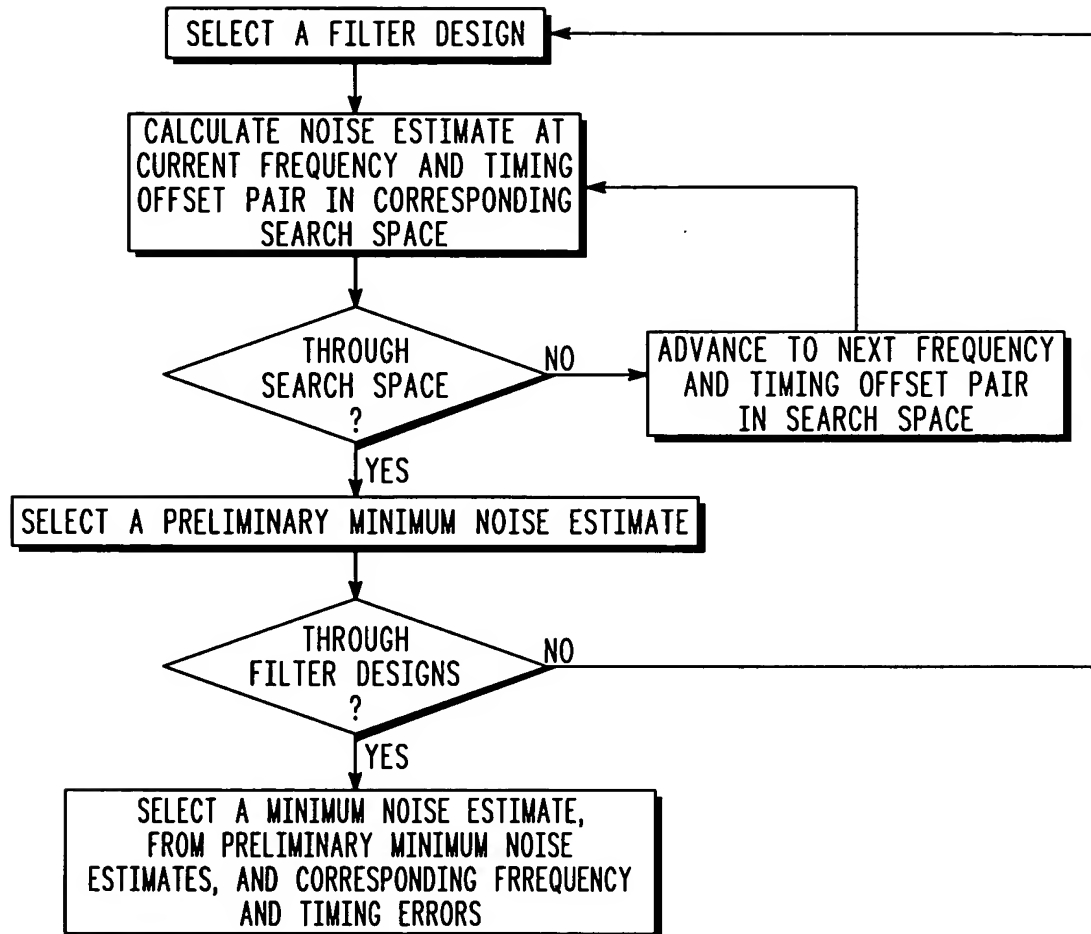 SELECT A FILTER DESIGN
CALCULATE NOISE ESTIMATE AT
CURRENT FREQUENCY AND TIMING
OFFSET PAIR IN CORRESPONDING
SEARCH SPACE
THROUGH
SEARCH SPACE
?
NO
ADVANCE TO NEXT FREQUENCY
AND TIMING OFFSET PAIR
IN SEARCH SPACE
YES
SELECT A PRELIMINARY MINIMUM NOISE ESTIMATE
THROUGH
FILTER DESIGNS
?
NO
YES
SELECT A MINIMUM NOISE ESTIMATE,
FROM PRELIMINARY MINIMUM NOISE
ESTIMATES, AND CORRESPONDING FRREQUENCY
AND TIMING ERRORS